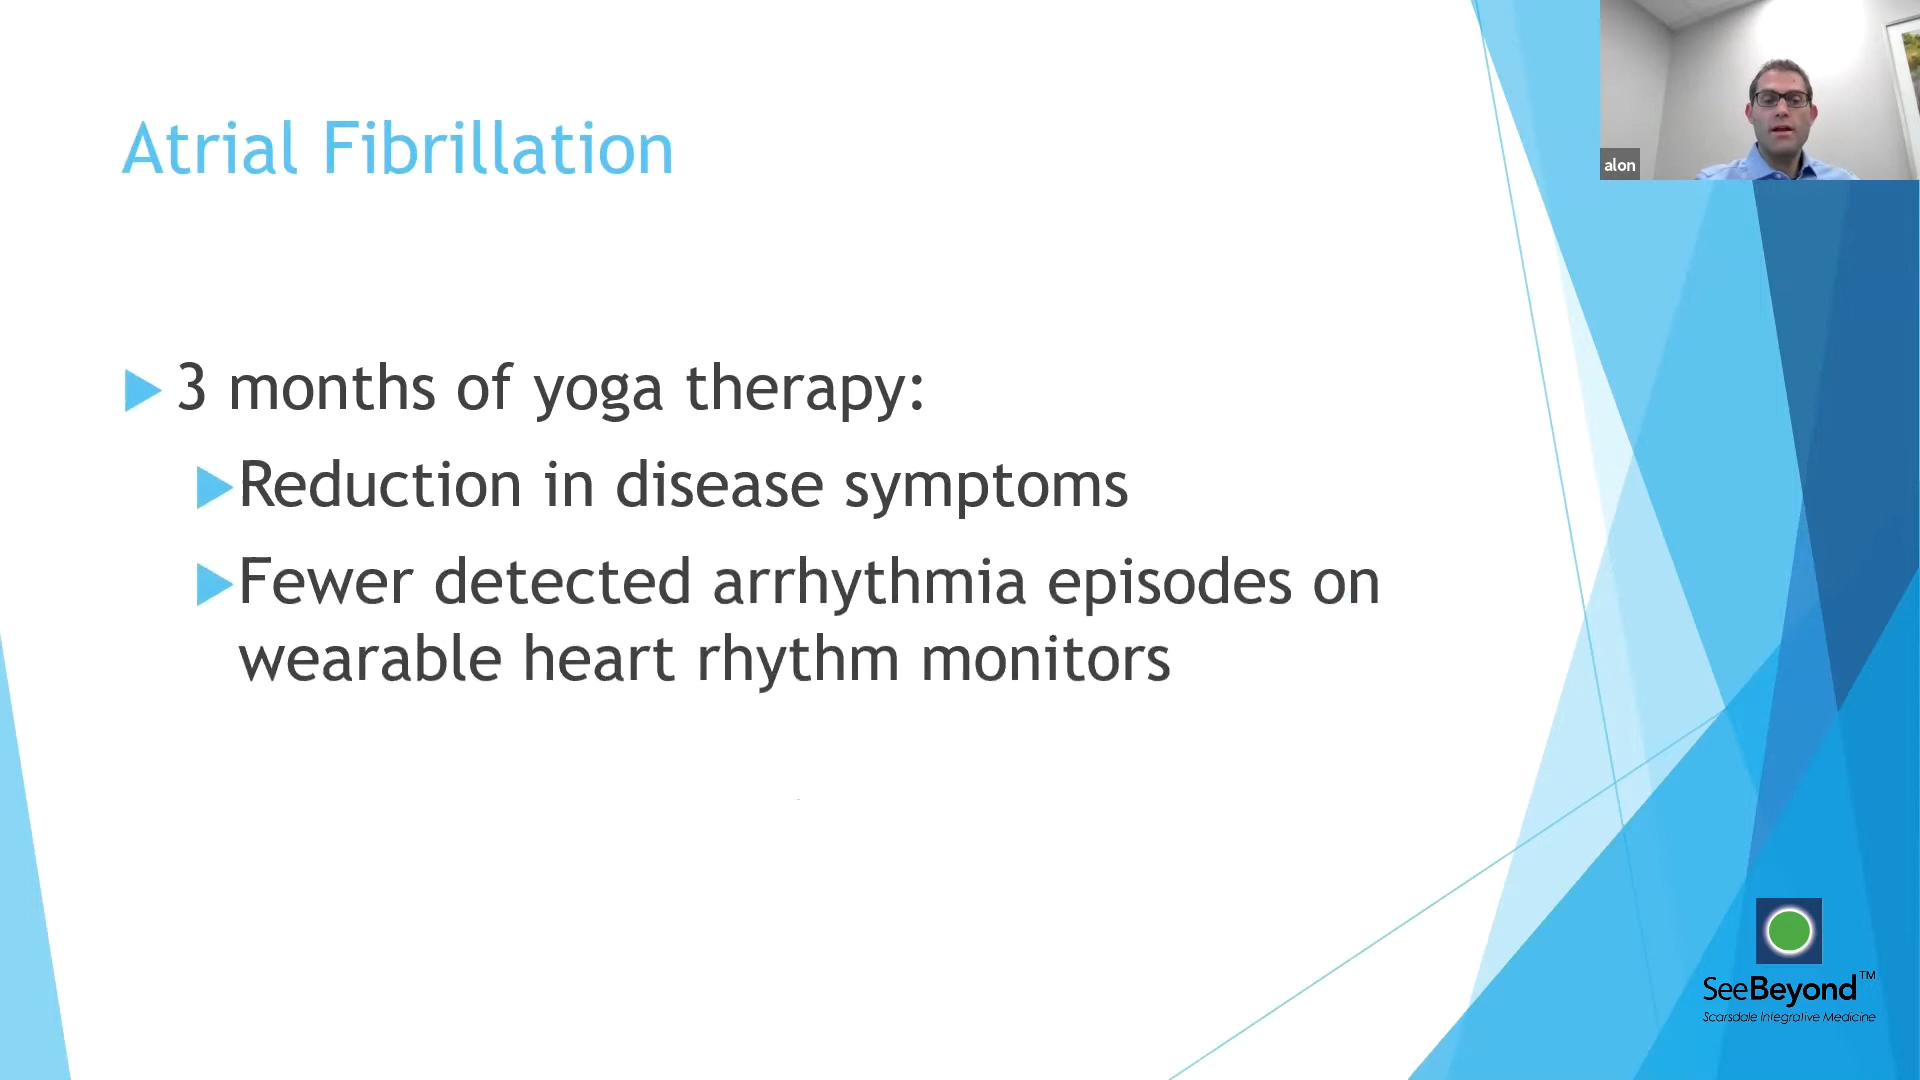 Atrial Fibrillation
3 months of yoga therapy:
Reduction in disease symptoms
Fewer detected arrhythmia episodes on
wearable heart rhythm monitors
alon
SeeBeyond™
Scarsdale Integrative Medicine